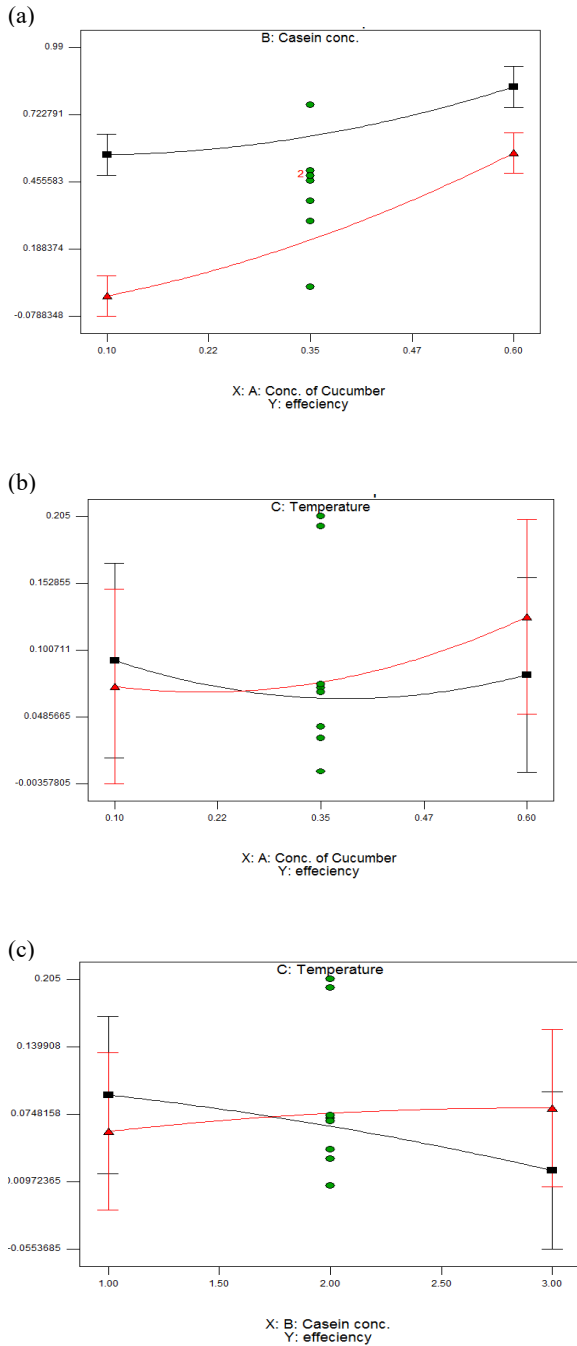 (a)
B: Casein conc.
0.99
0.722791
0.455583
0.188374
-0.0788348
2
0.10
0.22
0.35
0.47
0.60
X: A: Conc. of Cucumber
Y: effeciency
(b)
C: Temperature
0.205
0.152855
0.100711
0.0485665
-0.00357805
0.10
0.22
0.35
0.47
0.60
X: A: Conc. of Cucumber
Y: effeciency
(c)
C: Temperature
0.205
0.139908
0.0748158
0.00972365
-0.0553685
1.00
1.50
2.00
2.50
3.00
X: B: Casein conc.
Y: effeciency